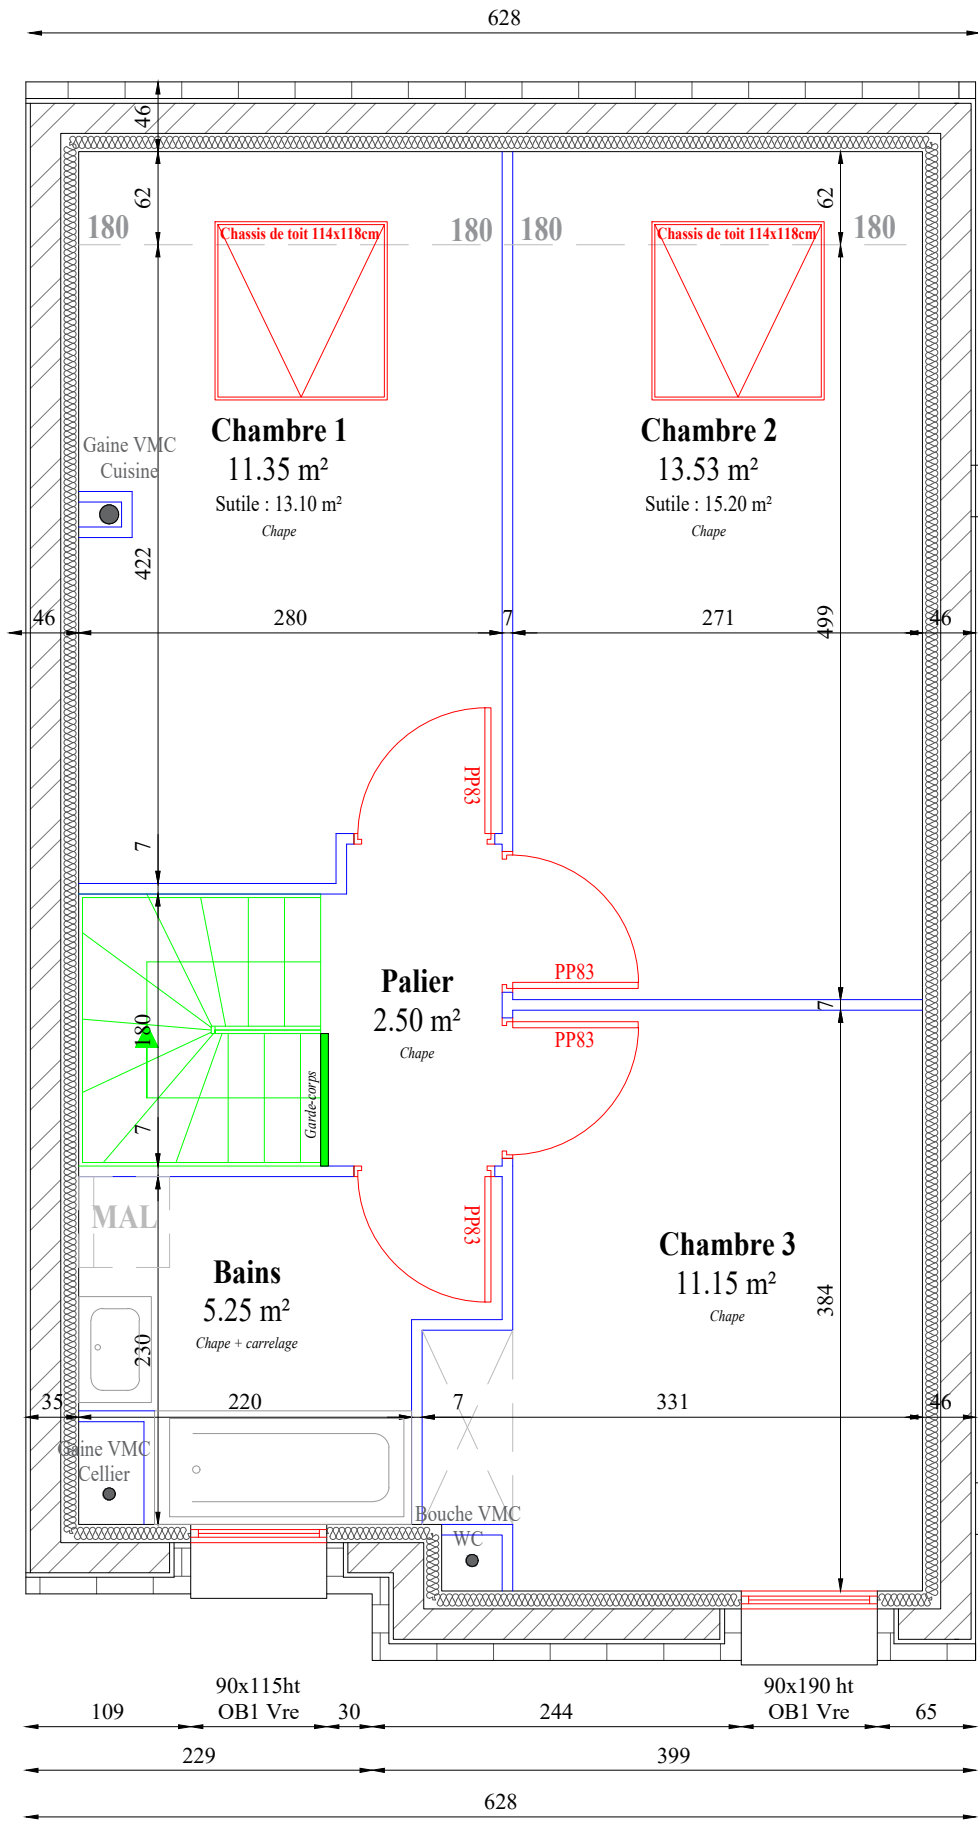 628
46
62
62
180
Chassis de toit 114x118cm
180
180
Chassis de toit 114x118cm
180
Chambre 1
11.35 m²
Sutile : 13.10 m²
Chape
Chambre 2
13.53 m²
Sutile : 15.20 m²
Chape
Gaine VMC
Cuisine
422
499
46
280
7
271
46
PP83
7
PP83
Palier
2.50 m²
Chape
7
PP83
180
Garde-corps
7
MAL
PP83
Bains
5.25 m²
Chape + carrelage
Chambre 3
11.15 m²
Chape
230
384
35
220
7
331
46
Gaine VMC
Cellier
Bouche VMC
WC
90x115ht
OB1 Vre
90x190 ht
OB1 Vre
109
30
244
65
229
399
628